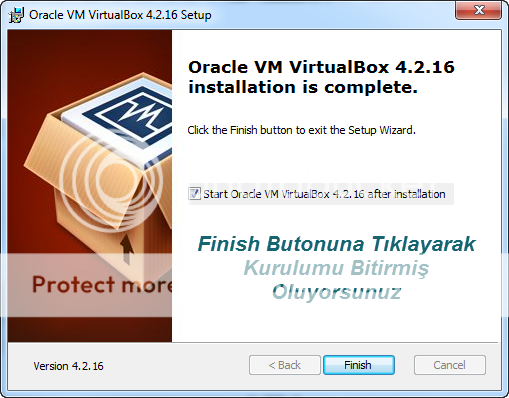 Oracle VM VirtualBox 4.2.16 Setup
Oracle VM VirtualBox 4.2.16
installation is complete.
Click the Finish button to exit the Setup Wizard.
Start Oracle VM VirtualBox 4.2.16 after installation
Finish Butonuna Tıklayarak
Kurulumu Bitirmiş
Oluyorsunuz
Protect more
Version 4.2.16
< Back
Finish
Cancel